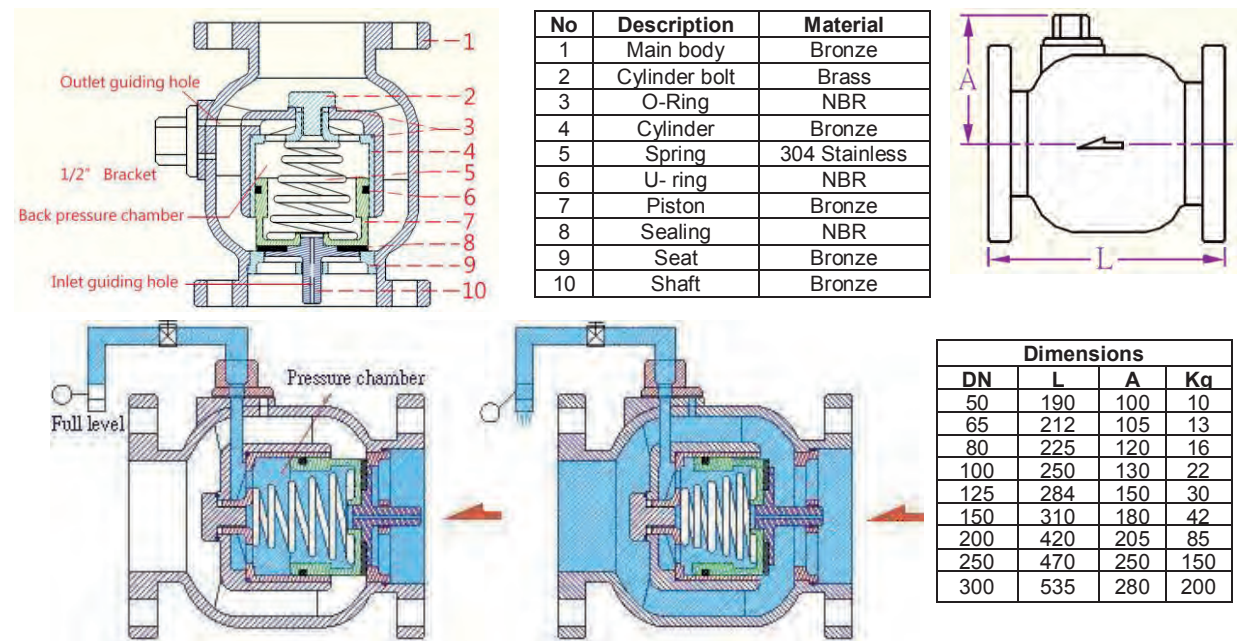 Outlet guiding hole
1/2" Bracket
Back pressure chamber
Inlet guiding hole
1
2
3
4
5
6
7
8
9
10
No Description Material
1 Main body Bronze
2 Cylinder bolt Brass
3 O-Ring NBR
4 Cylinder Bronze
5 Spring 304 Stainless
6 U- ring NBR
7 Piston Bronze
8 Sealing NBR
9 Seat Bronze
10 Shaft Bronze
A
L
Full level
Pressure chamber
Dimensions
DN L A Kg
50 190 100 10
65 212 105 13
80 225 120 16
100 250 130 22
125 284 150 30
150 310 180 42
200 420 205 85
250 470 250 150
300 535 280 200